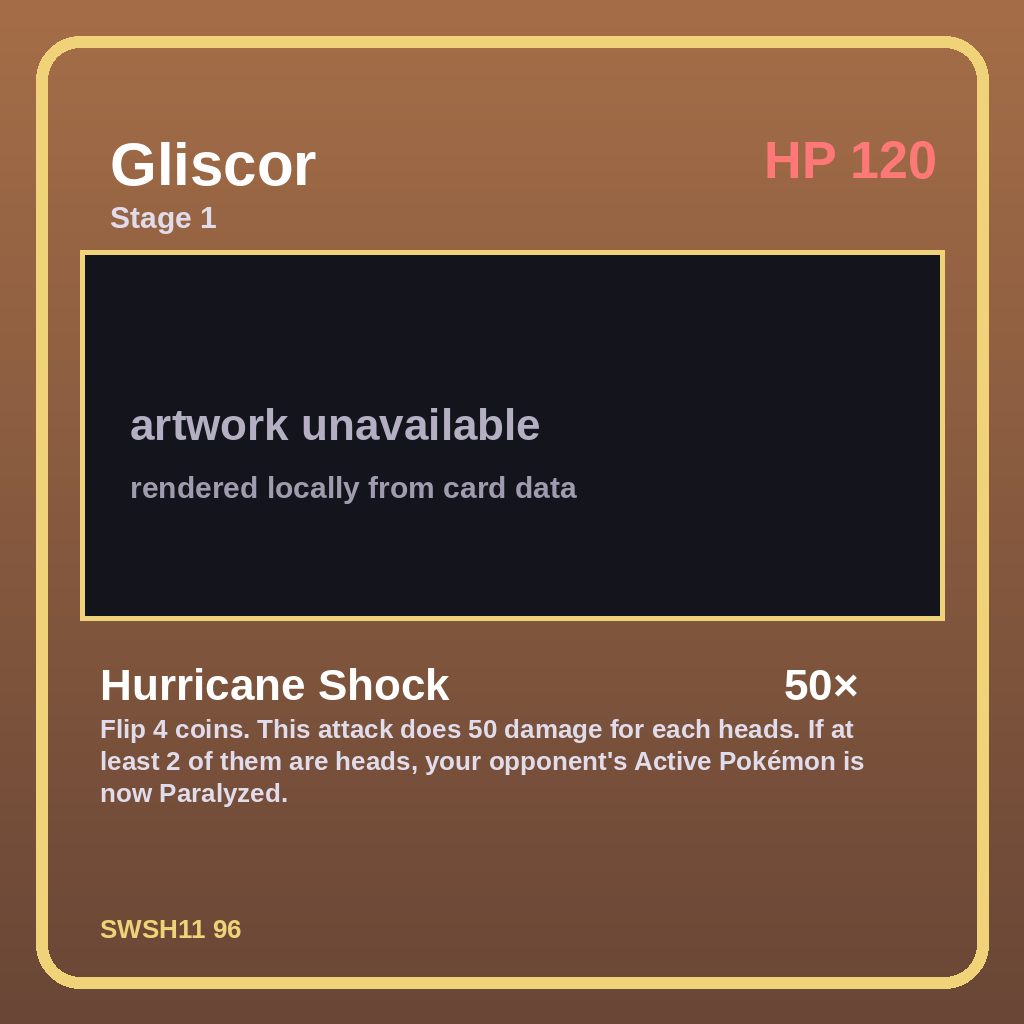 Gliscor
HP 120
Stage 1
artwork unavailable
rendered locally from card data
Hurricane Shock 50×
Flip 4 coins. This attack does 50 damage for each heads. If at
least 2 of them are heads, your opponent's Active Pokémon is
now Paralyzed.
SWSH11 96